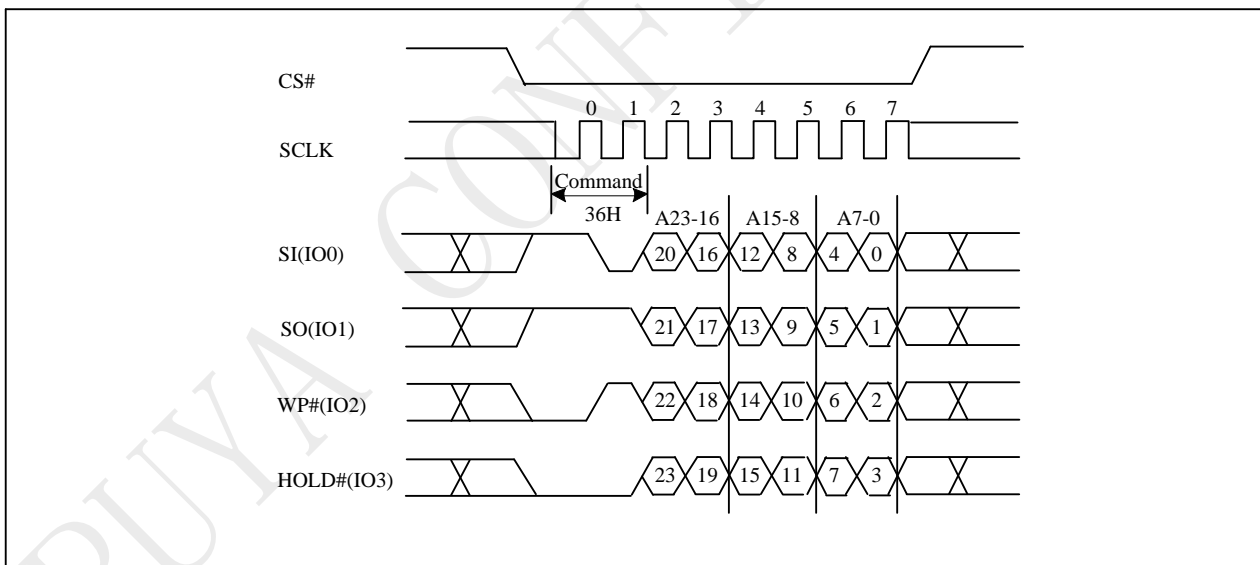 PUYA CONF
CS#
0 1 2 3 4 5 6 7
SCLK
Command
36H
A23-16 A15-8 A7-0
SI(IO0) 20 16 12 8 4 0
SO(IO1) 21 17 13 9 5 1
WP#(IO2) 22 18 14 10 6 2
HOLD#(IO3) 23 19 15 11 7 3